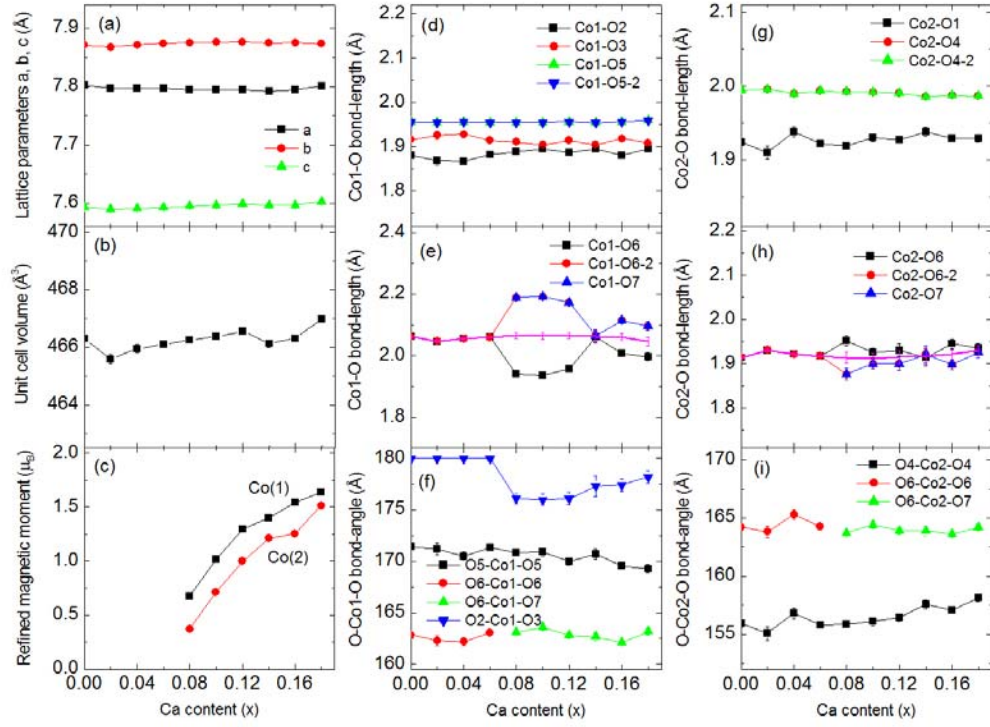 (a)
Lattice parameters a, b, c (Å)
7.9
7.8
7.7
7.6
a
b
c
(b)
Unit cell volume (Å³)
470
468
466
464
(c)
Refined magnetic moment (μB)
2.0
1.5
1.0
0.5
0.0
Co(1)
Co(2)
0.00 0.04 0.08 0.12 0.16
Ca content (x)
(d)
Co1-O bond-length (Å)
2.2
2.1
2.0
1.9
1.8
Co1-O2
Co1-O3
Co1-O5
Co1-O5-2
(e)
Co1-O bond-length (Å)
2.4
2.2
2.0
1.8
Co1-O6
Co1-O6-2
Co1-O7
(f)
O-Co1-O bond-angle (Å)
180
175
170
165
160
O5-Co1-O5
O6-Co1-O6
O6-Co1-O7
O2-Co1-O3
0.00 0.04 0.08 0.12 0.16
Ca content (x)
(g)
Co2-O bond-length (Å)
2.1
2.0
1.9
Co2-O1
Co2-O4
Co2-O4-2
(h)
Co2-O bond-length (Å)
2.2
2.1
2.0
1.9
1.8
Co2-O6
Co2-O6-2
Co2-O7
(i)
O-Co2-O bond-angle (Å)
170
165
160
155
O4-Co2-O4
O6-Co2-O6
O6-Co2-O7
0.00 0.04 0.08 0.12 0.16
Ca content (x)